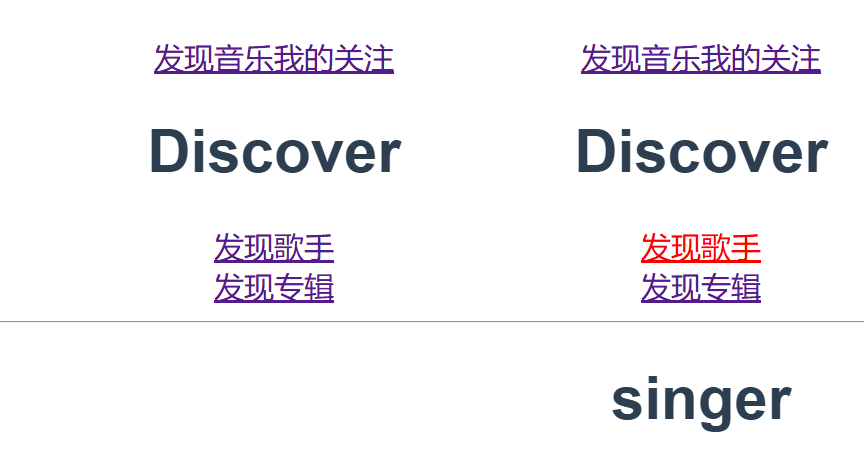 发现音乐我的关注 发现音乐我的关注
Discover Discover
发现歌手 发现歌手
发现专辑 发现专辑
singer